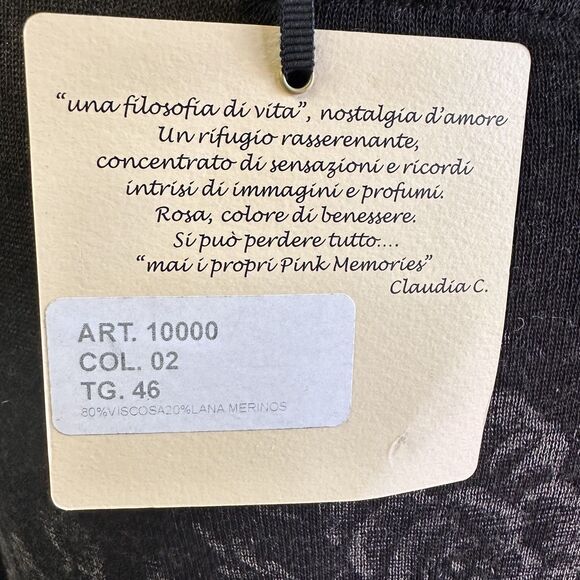 “una filosofia di vita”, nostalgia d’amore
Un rifugio rasserenante,
concentrato di sensazioni e ricordi
intrisi di immagini e profumi.
Rosa, colore di benessere.
Si può perdere tutto....
“mai i propri Pink Memories”
Claudia C.
ART. 10000
COL. 02
TG. 46
80%VISCOSA20%LANA MERINOS